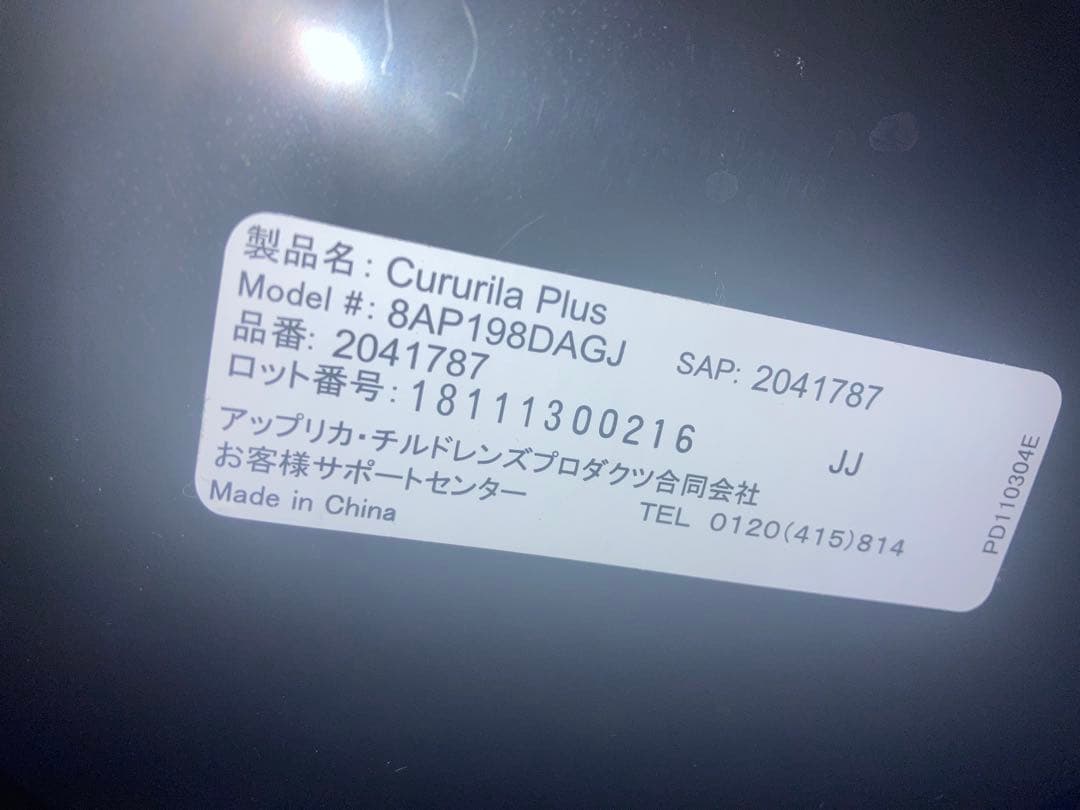 製品名: Cururila Plus
Model #: 8AP198DAGJ SAP: 2041787
品番: 2041787
ロット番号: 18111300216 JJ
アップリカ・チルドレンズプロダクツ合同会社
お客様サポートセンター TEL 0120(415)814
Made in China
PD110304E